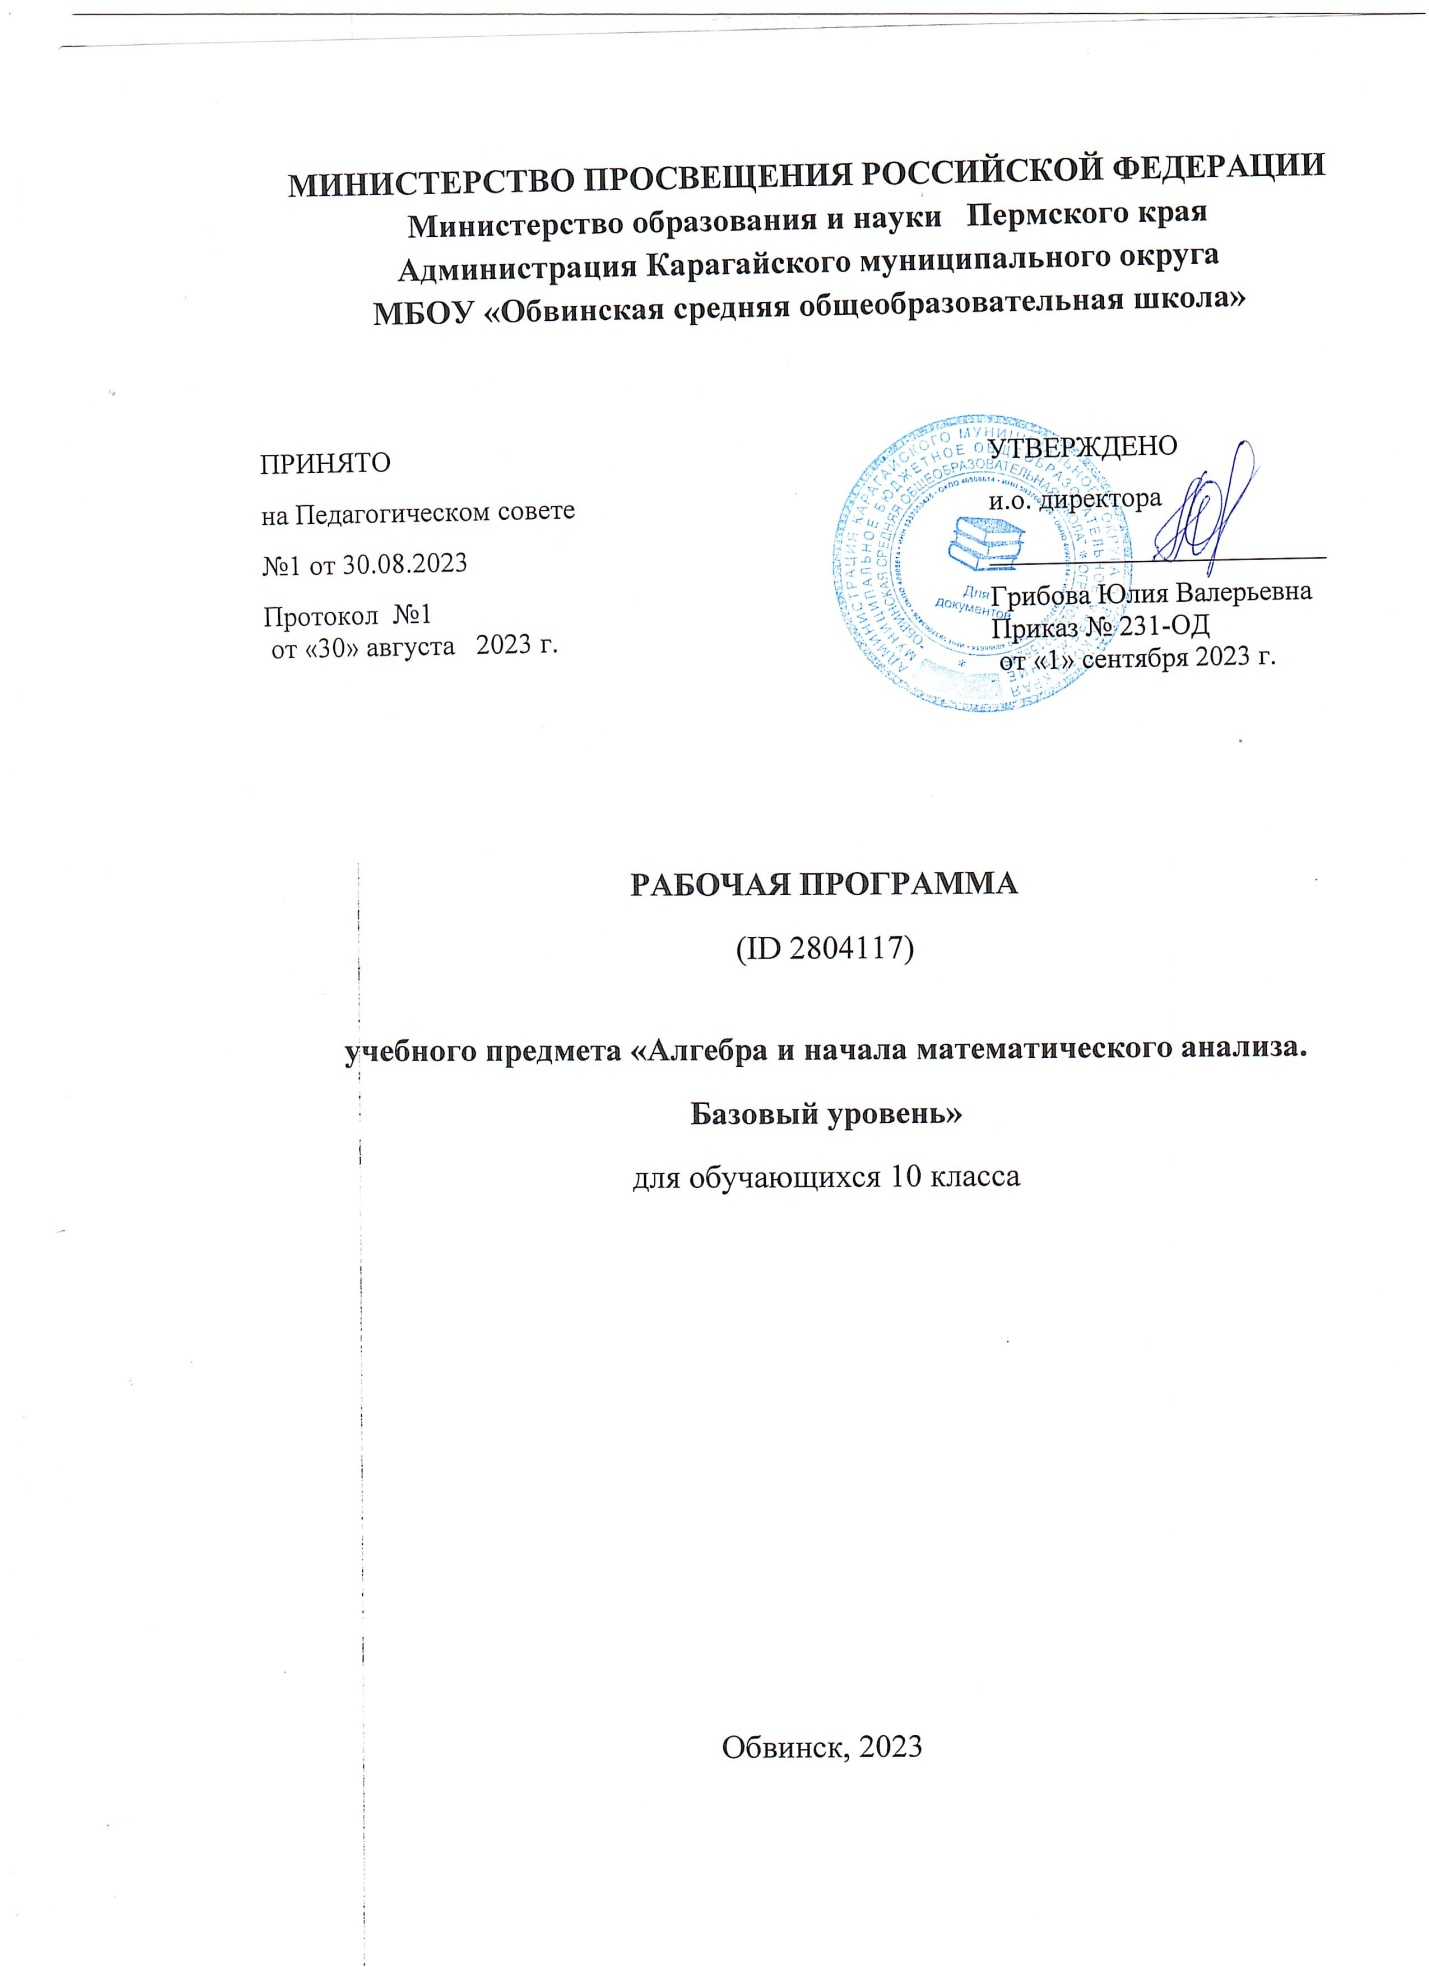 МИНИСТЕРСТВО ПРОСВЕЩЕНИЯ РОССИЙСКОЙ ФЕДЕРАЦИИ
Министерство образования и науки Пермского края
Администрация Карагайского муниципального округа
МБОУ «Обвинская средняя общеобразовательная школа»
ПРИНЯТО
на Педагогическом совете
№1 от 30.08.2023
Протокол №1
от «30» августа 2023 г.
УТВЕРЖДЕНО
и.о. директора
Грибова Юлия Валерьевна
Приказ № 231-ОД
от «1» сентября 2023 г.
Для
документов
РАБОЧАЯ ПРОГРАММА
(ID 2804117)
учебного предмета «Алгебра и начала математического анализа.
Базовый уровень»
для обучающихся 10 класса
Обвинск, 2023